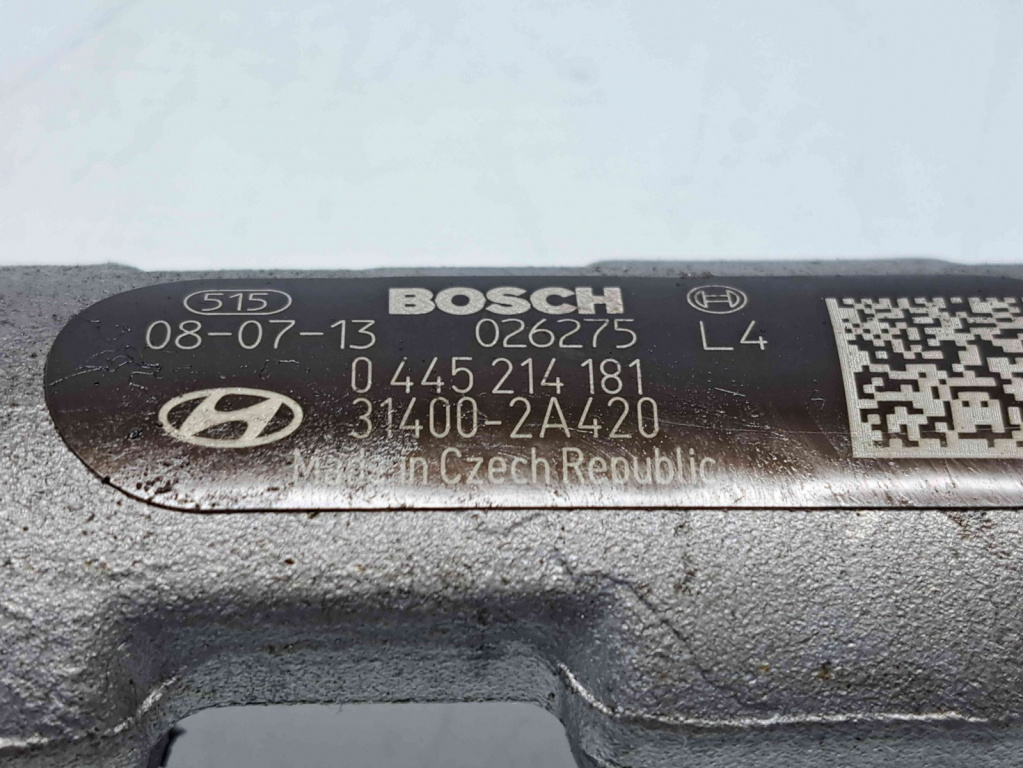 515 BOSCH
08-07-13 026275 L4
0 445 214 181
31400-2A420
Made in Czech Republic